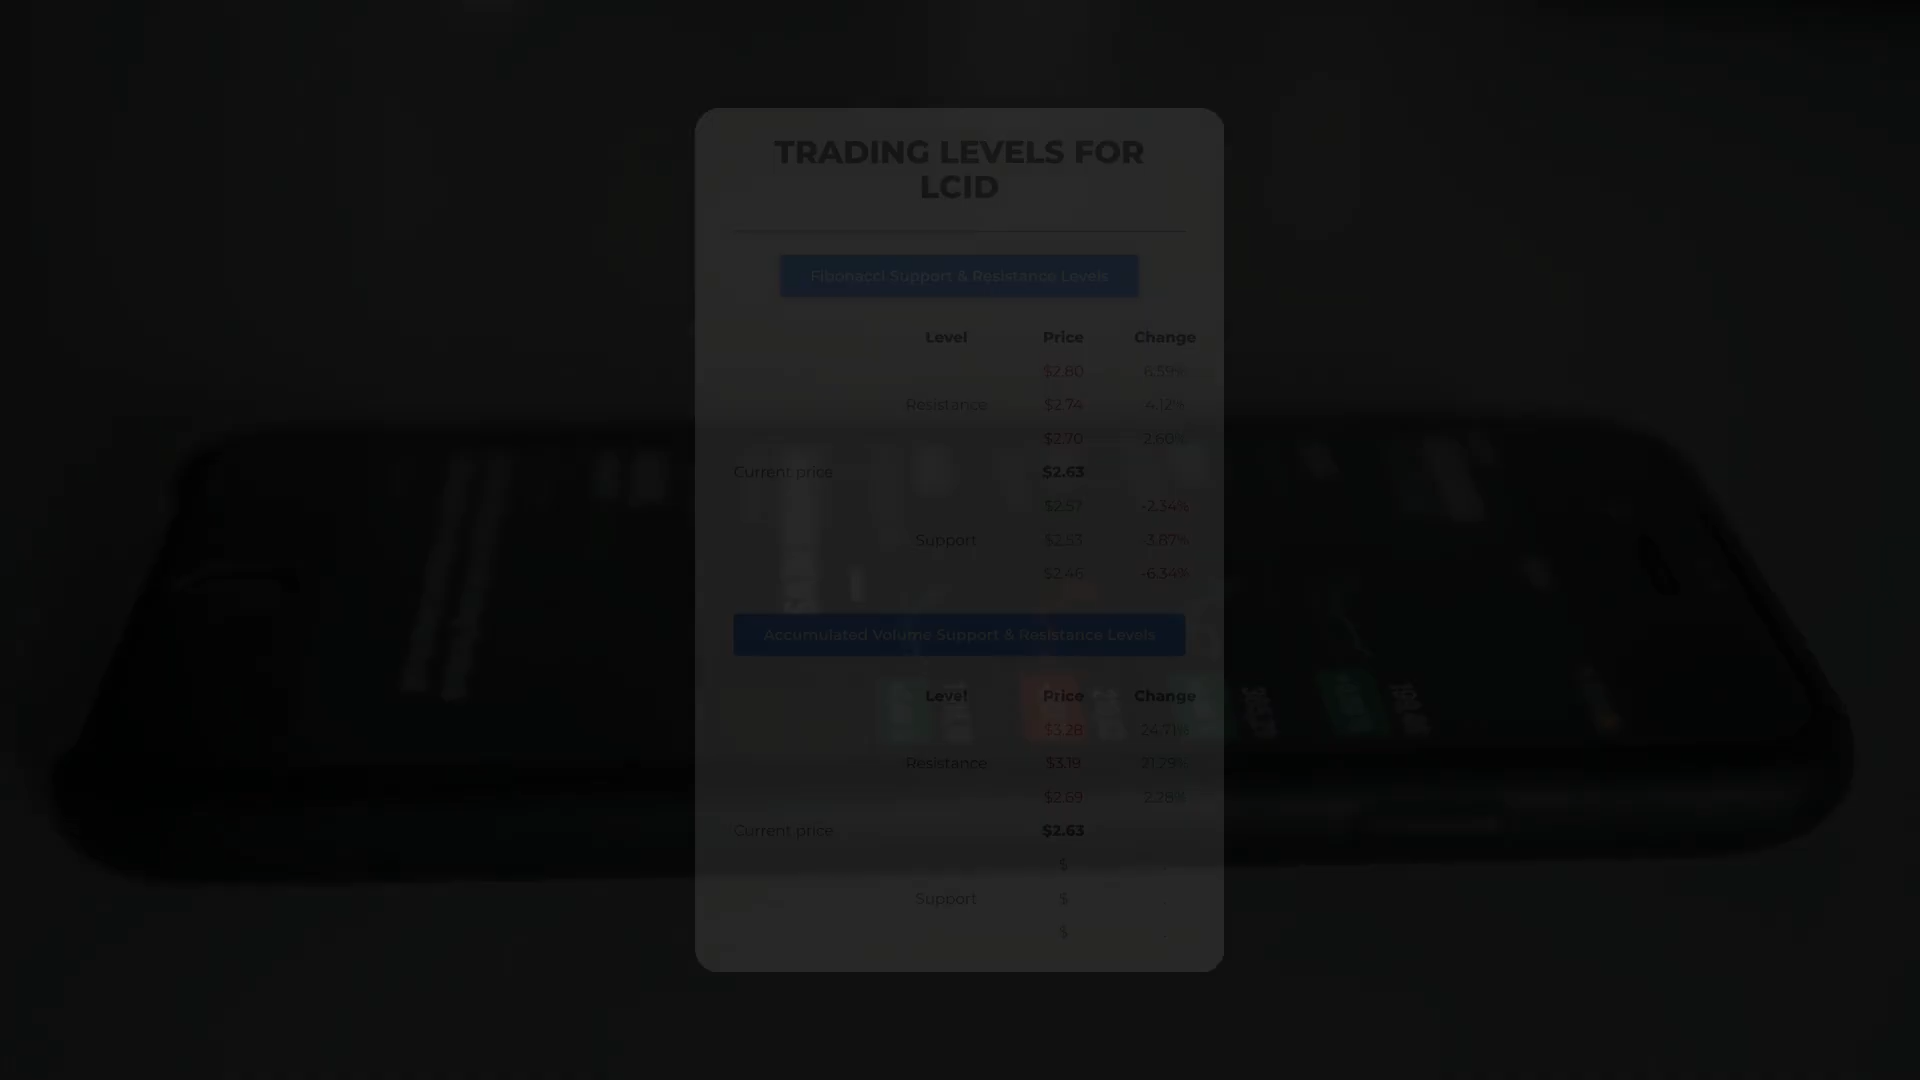 TRADING LEVELS FOR
LCID
Fibonacci Support & Resistance Levels
Level Price Change
$2.80 6.59%
Resistance $2.74 4.12%
$2.70 2.60%
Current price $2.63
$2.57 -2.34%
Support $2.53 -3.87%
$2.46 -6.34%
Accumulated Volume Support & Resistance Levels
Level Price Change
$3.28 24.71%
Resistance $3.19 21.29%
$2.69 2.28%
Current price $2.63
$ .
Support $ .
$ .